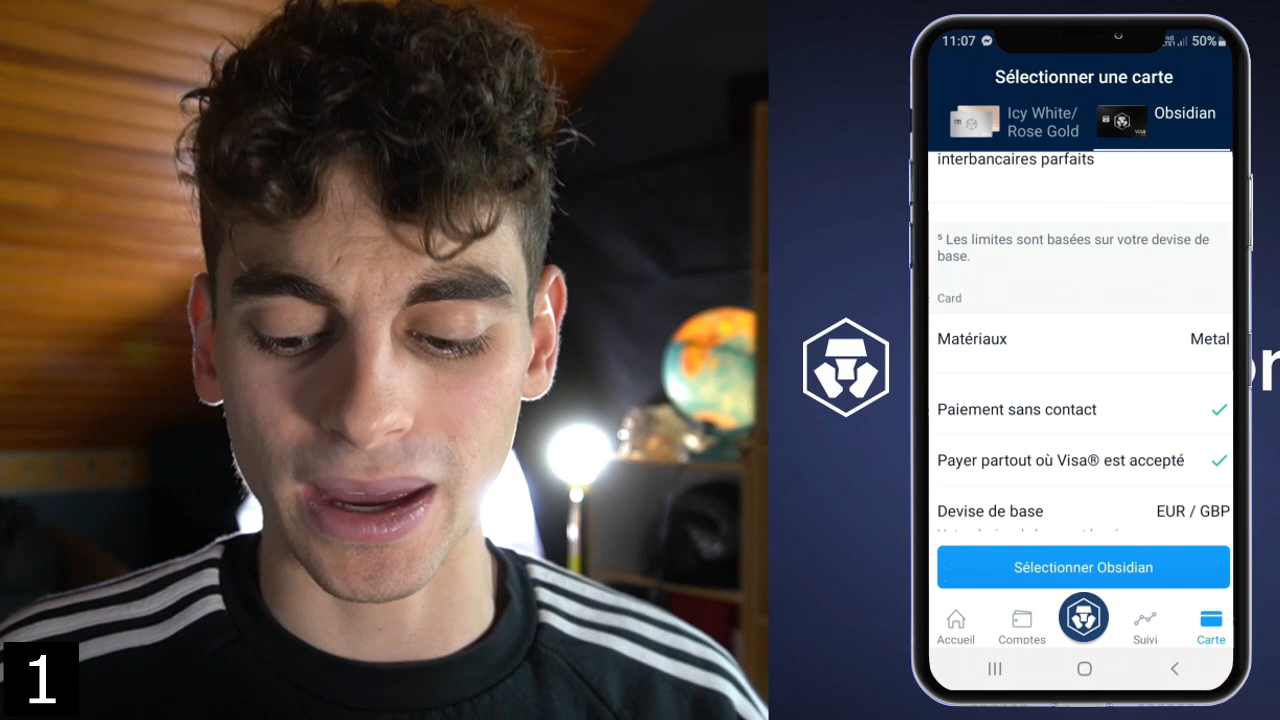 11:07
50%
Sélectionner une carte
Icy White/
Rose Gold
Obsidian
VISA
interbancaires parfaits
⁵ Les limites sont basées sur votre devise de
base.
Card
Matériaux
Metal
Paiement sans contact
Payer partout où Visa® est accepté
Devise de base
EUR / GBP
Sélectionner Obsidian
Accueil
Comptes
Suivi
Carte
1